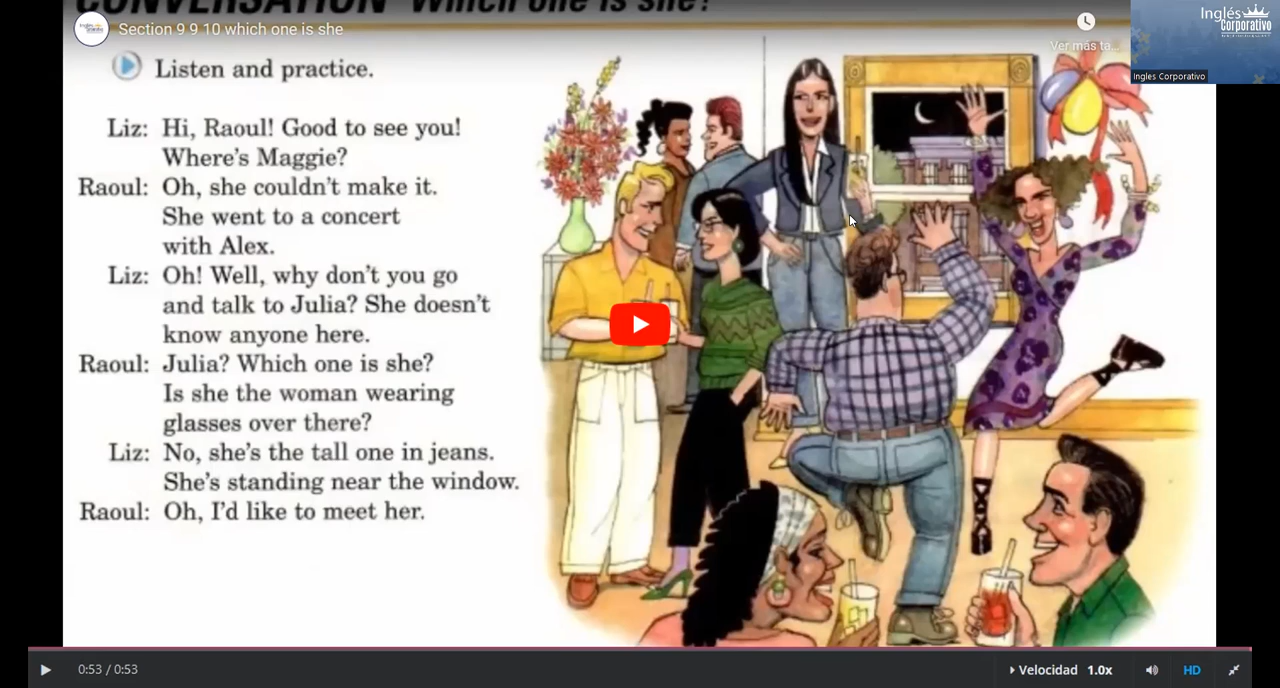 CONVERSATION Which one is she?
Section 9 9 10 which one is she
Ver más ta...
Inglés
Corporativo
Ingles Corporativo
Listen and practice.
Liz: Hi, Raoul! Good to see you!
Where's Maggie?
Raoul: Oh, she couldn't make it.
She went to a concert
with Alex.
Liz: Oh! Well, why don't you go
and talk to Julia? She doesn't
know anyone here.
Raoul: Julia? Which one is she?
Is she the woman wearing
glasses over there?
Liz: No, she's the tall one in jeans.
She's standing near the window.
Raoul: Oh, I'd like to meet her.
0:53 / 0:53
Velocidad 1.0x
HD